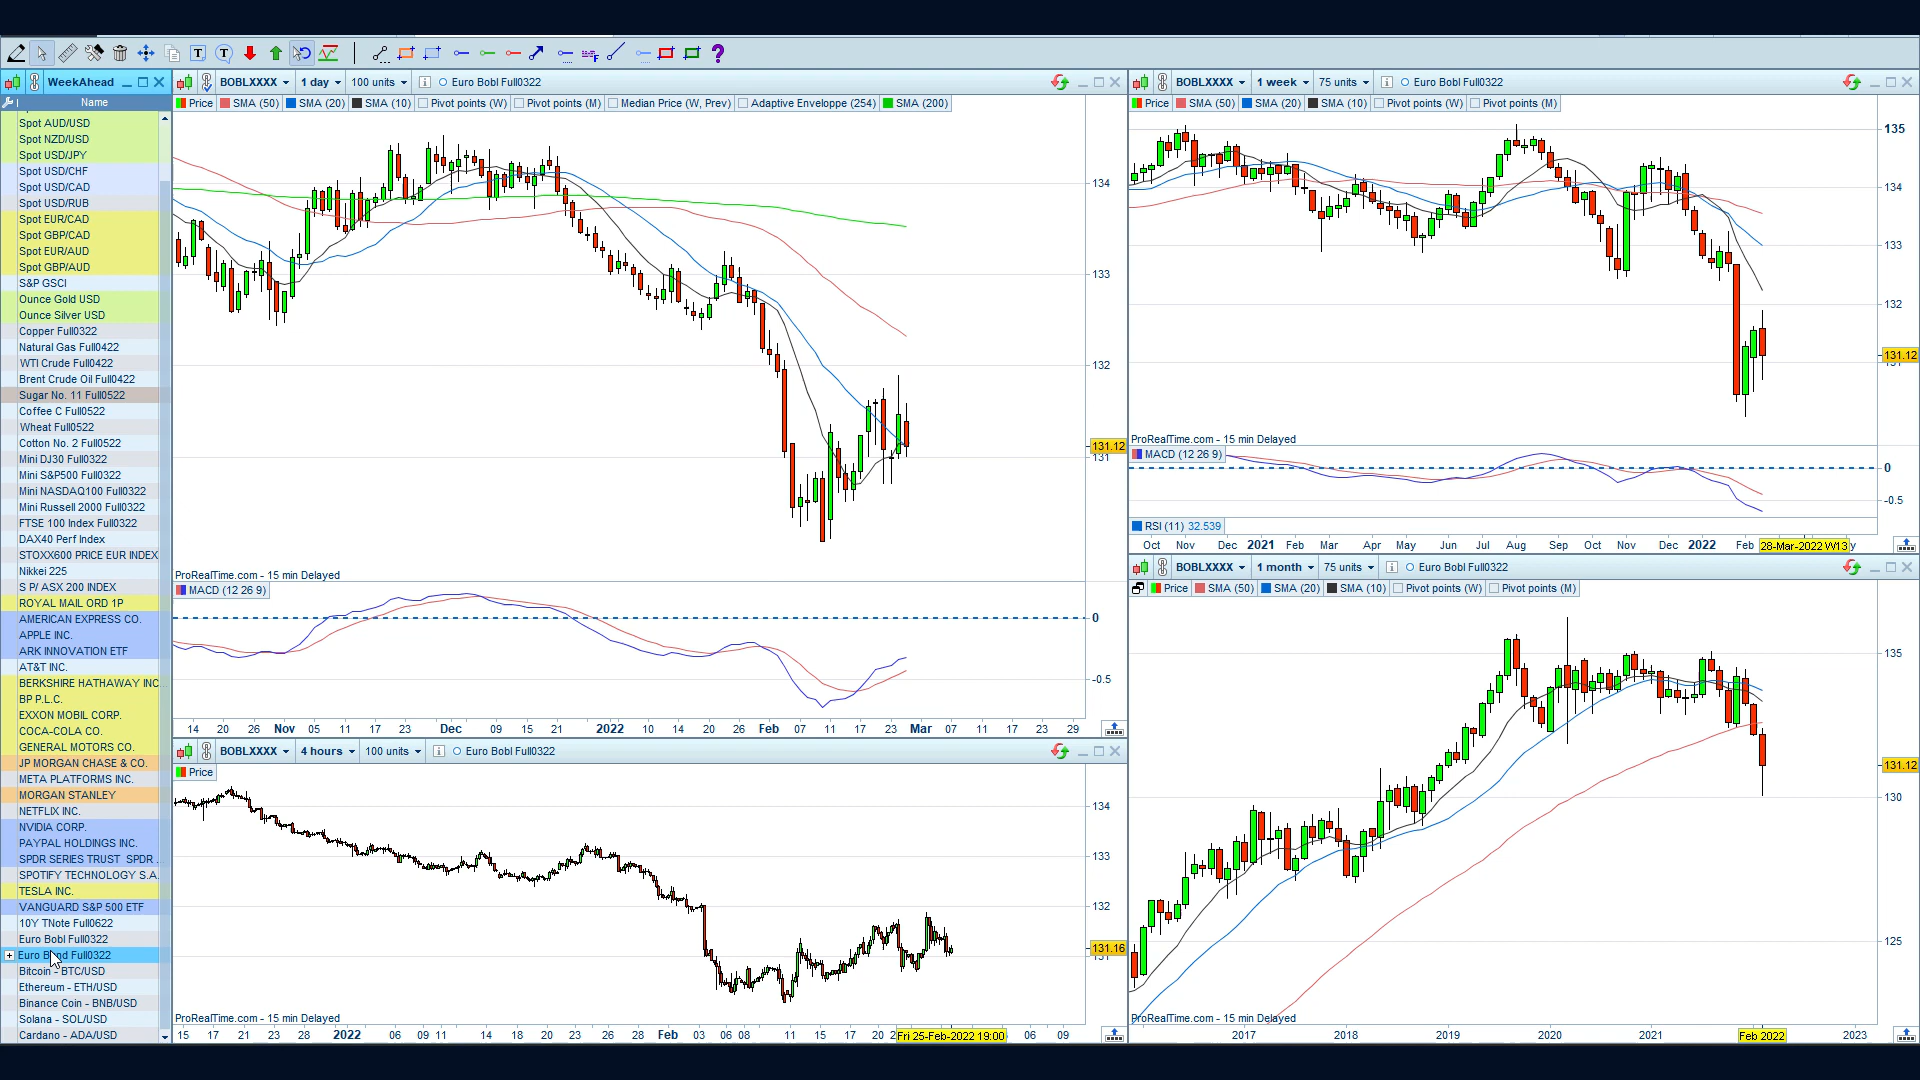 WeekAhead
Name
Spot AUD/USD
Spot NZD/USD
Spot USD/JPY
Spot USD/CHF
Spot USD/CAD
Spot USD/RUB
Spot EUR/CAD
Spot GBP/CAD
Spot EUR/AUD
Spot GBP/AUD
S&P GSCI
Ounce Gold USD
Ounce Silver USD
Copper Full0322
Natural Gas Full0422
WTI Crude Full0422
Brent Crude Oil Full0422
Sugar No. 11 Full0522
Coffee C Full0522
Wheat Full0522
Cotton No. 2 Full0522
Mini DJ30 Full0322
Mini S&P500 Full0322
Mini NASDAQ100 Full0322
Mini Russell 2000 Full0322
FTSE 100 Index Full0322
DAX40 Perf Index
STOXX600 PRICE EUR INDEX
Nikkei 225
S P/ ASX 200 INDEX
ROYAL MAIL ORD 1P
AMERICAN EXPRESS CO.
APPLE INC.
ARK INNOVATION ETF
AT&T INC.
BERKSHIRE HATHAWAY INC
BP P.L.C.
EXXON MOBIL CORP.
COCA-COLA CO.
GENERAL MOTORS CO.
JP MORGAN CHASE & CO.
META PLATFORMS INC.
MORGAN STANLEY
NETFLIX INC.
NVIDIA CORP.
PAYPAL HOLDINGS INC.
SPDR SERIES TRUST SPDR .
SPOTIFY TECHNOLOGY S.A.
TESLA INC.
VANGUARD S&P 500 ETF
10Y TNote Full0622
Euro Bobl Full0322
Euro Bund Full0322
Bitcoin - BTC/USD
Ethereum - ETH/USD
Binance Coin - BNB/USD
Solana - SOL/USD
Cardano - ADA/USD
BOBLXXXX 1 day 100 units i Euro Bobl Full0322
Price SMA (50) SMA (20) SMA (10) Pivot points (W) Pivot points (M) Median Price (W, Prev) Adaptive Enveloppe (254) SMA (200)
134
133
132
131.12
131
ProRealTime.com - 15 min Delayed
MACD (12 26 9)
0
-0.5
14 20 26 Nov 05 11 17 23 Dec 09 15 21 2022 08 14 20 26 Feb 07 11 17 23 Mar 07 11 17 23 29
BOBLXXXX 4 hours 100 units i Euro Bobl Full0322
Price
134
133
132
131.16
131
ProRealTime.com - 15 min Delayed
15 17 21 23 28 2022 06 09 11 14 18 20 23 26 28 Feb 03 06 08 11 15 17 20 2 Fri 25-Feb-2022 19:00 06 09
BOBLXXXX 1 week 75 units i Euro Bobl Full0322
Price SMA (50) SMA (20) SMA (10) Pivot points (W) Pivot points (M)
135
134
133
132
131.12
131
ProRealTime.com - 15 min Delayed
MACD (12 26 9)
0
-0.5
RSI (11) 32.539
Oct Nov Dec 2021 Feb Mar Apr May Jun Jul Aug Sep Oct Nov Dec 2022 Feb 28-Mar-2022 W13 y
BOBLXXXX 1 month 75 units i Euro Bobl Full0322
Price SMA (50) SMA (20) SMA (10) Pivot points (W) Pivot points (M)
135
131.12
130
125
ProRealTime.com - 15 min Delayed
2017 2018 2019 2020 2021 Feb 2022 2023